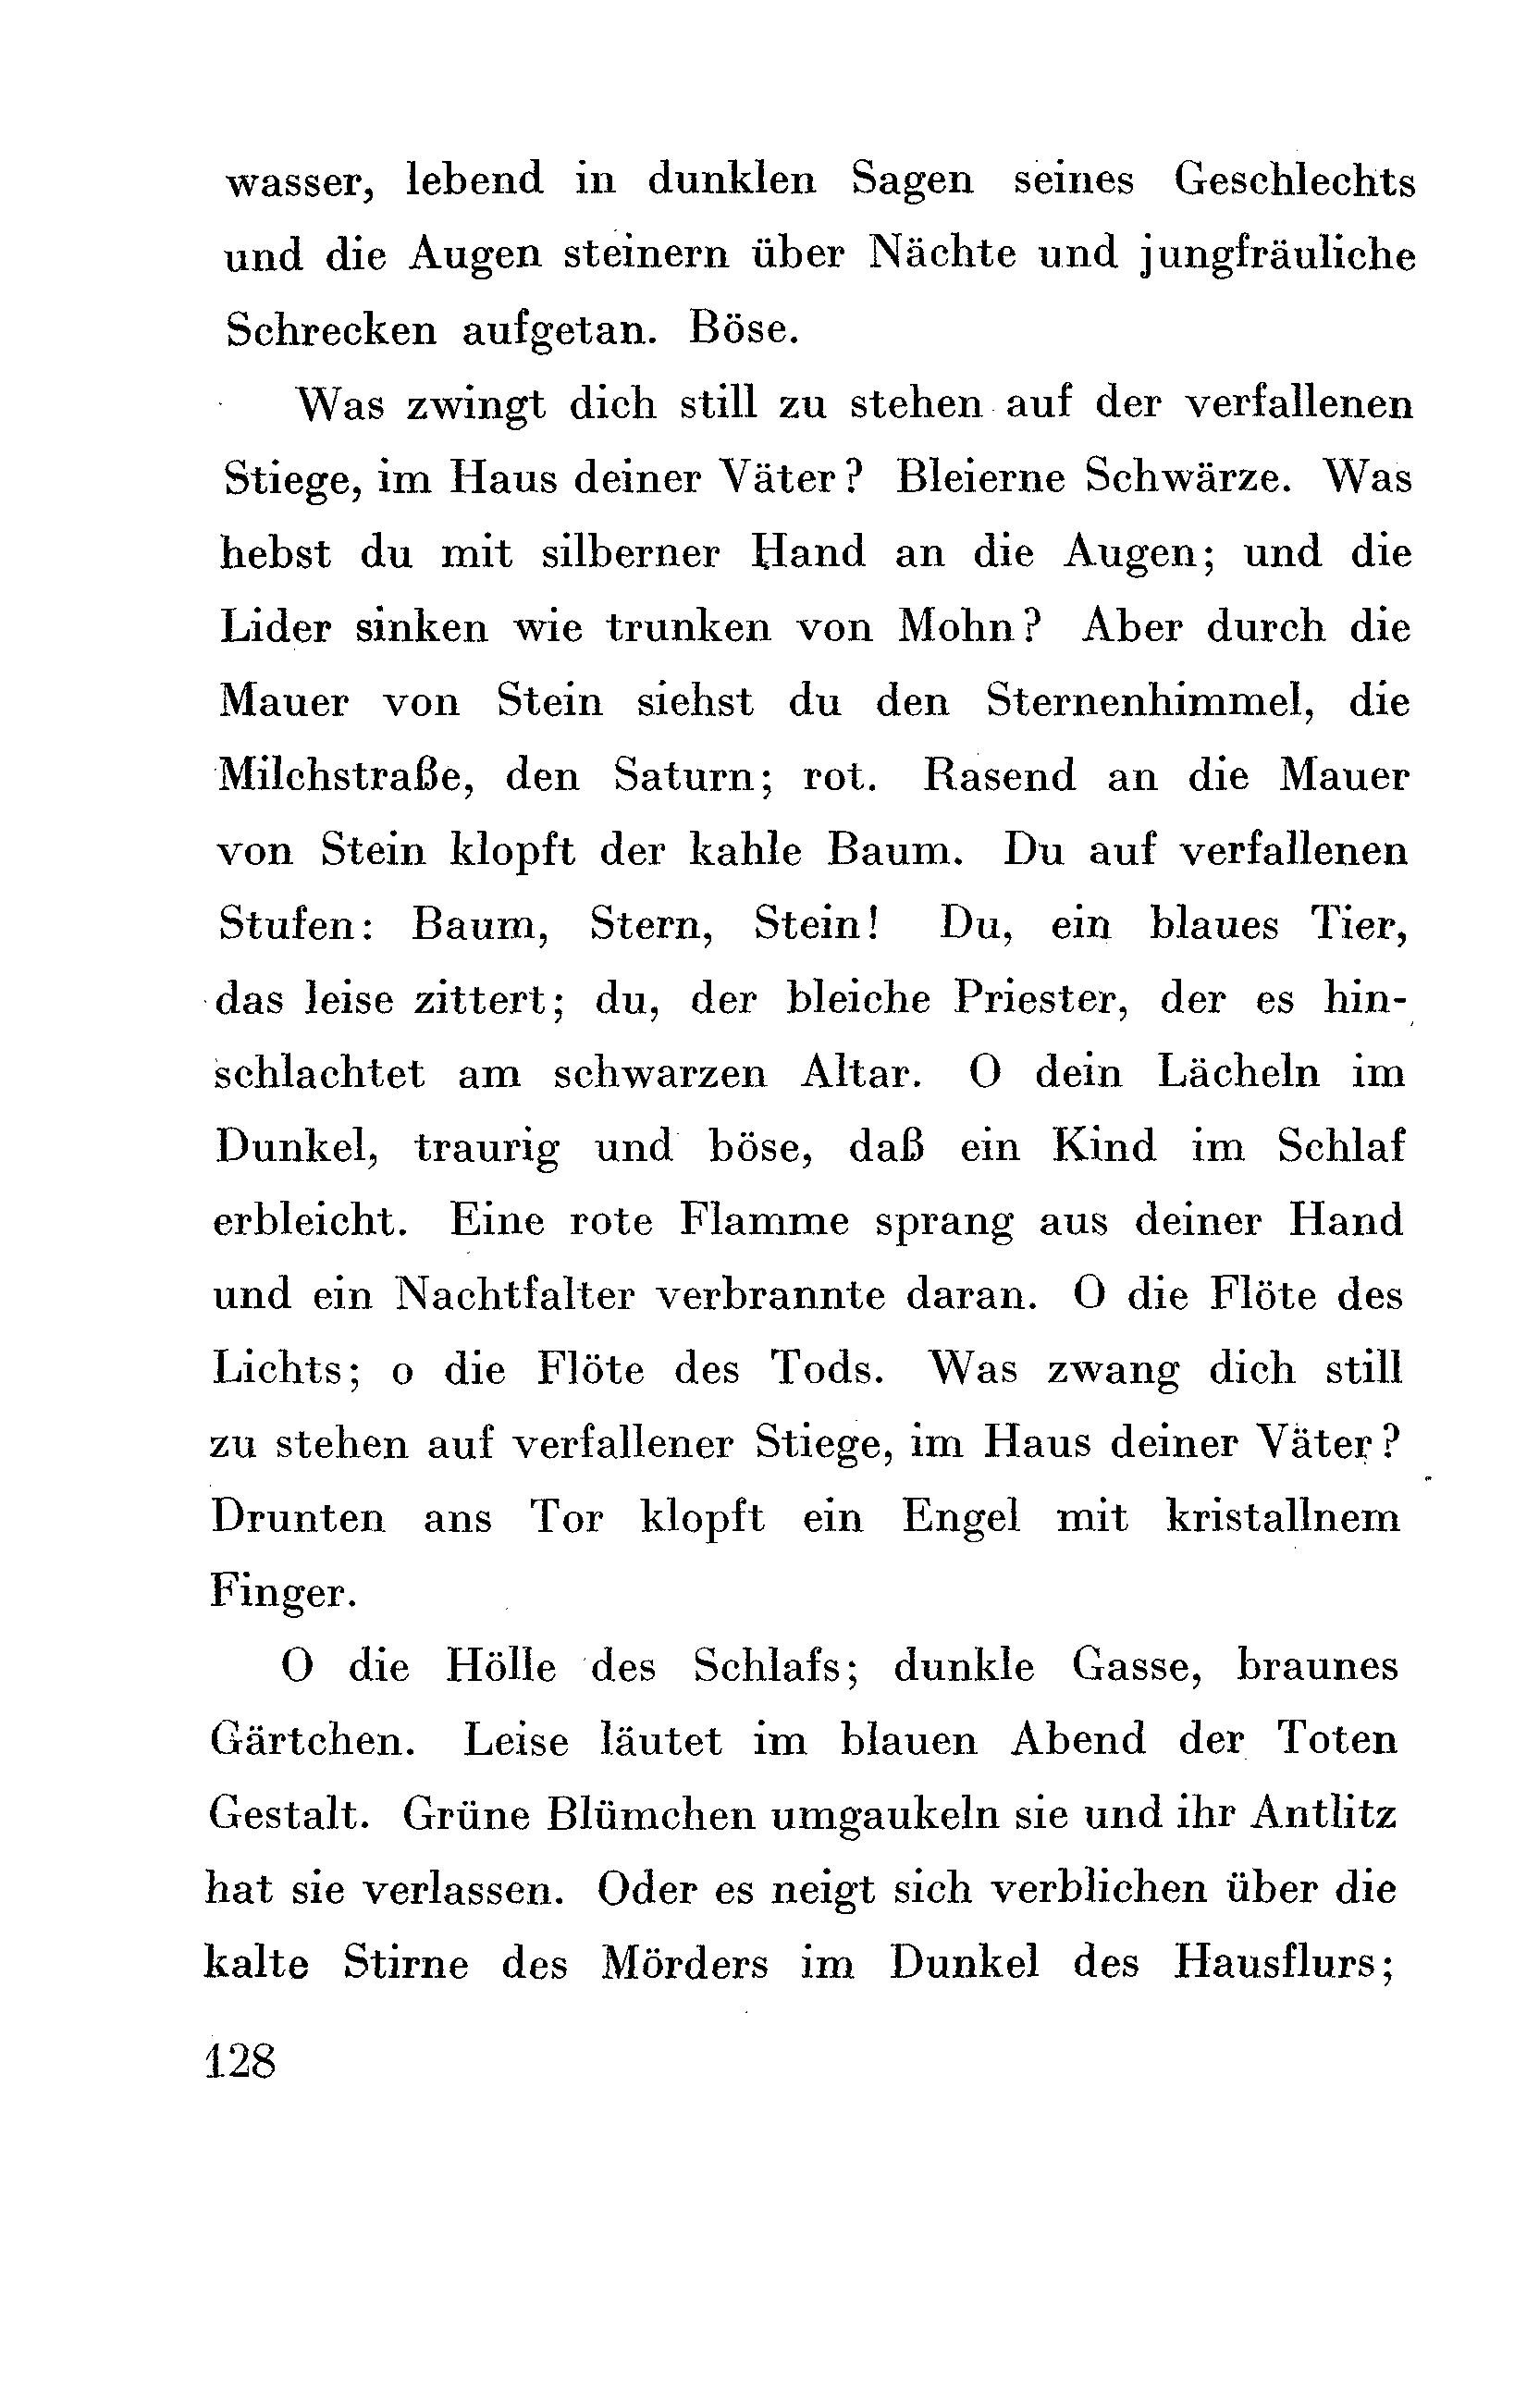 wasser, lebend in dunklen Sagen seines Geschlechts
und die Augen steinern über Nächte und jungfräuliche
Schrecken aufgetan. Böse.
Was zwingt dich still zu stehen auf der verfallenen
Stiege, im Haus deiner Väter? Bleierne Schwärze. Was
hebst du mit silberner Hand an die Augen; und die
Lider sinken wie trunken von Mohn? Aber durch die
Mauer von Stein siehst du den Sternenhimmel, die
Milchstraße, den Saturn; rot. Rasend an die Mauer
von Stein klopft der kahle Baum. Du auf verfallenen
Stufen: Baum, Stern, Stein! Du, ein blaues Tier,
das leise zittert; du, der bleiche Priester, der es hin-
schlachtet am schwarzen Altar. O dein Lächeln im
Dunkel, traurig und böse, daß ein Kind im Schlaf
erbleicht. Eine rote Flamme sprang aus deiner Hand
und ein Nachtfalter verbrannte daran. O die Flöte des
Lichts; o die Flöte des Tods. Was zwang dich still
zu stehen auf verfallener Stiege, im Haus deiner Väter?
Drunten ans Tor klopft ein Engel mit kristallnem
Finger.
O die Hölle des Schlafs; dunkle Gasse, braunes
Gärtchen. Leise läutet im blauen Abend der Toten
Gestalt. Grüne Blümchen umgaukeln sie und ihr Antlitz
hat sie verlassen. Oder es neigt sich verblichen über die
kalte Stirne des Mörders im Dunkel des Hausflurs;
128